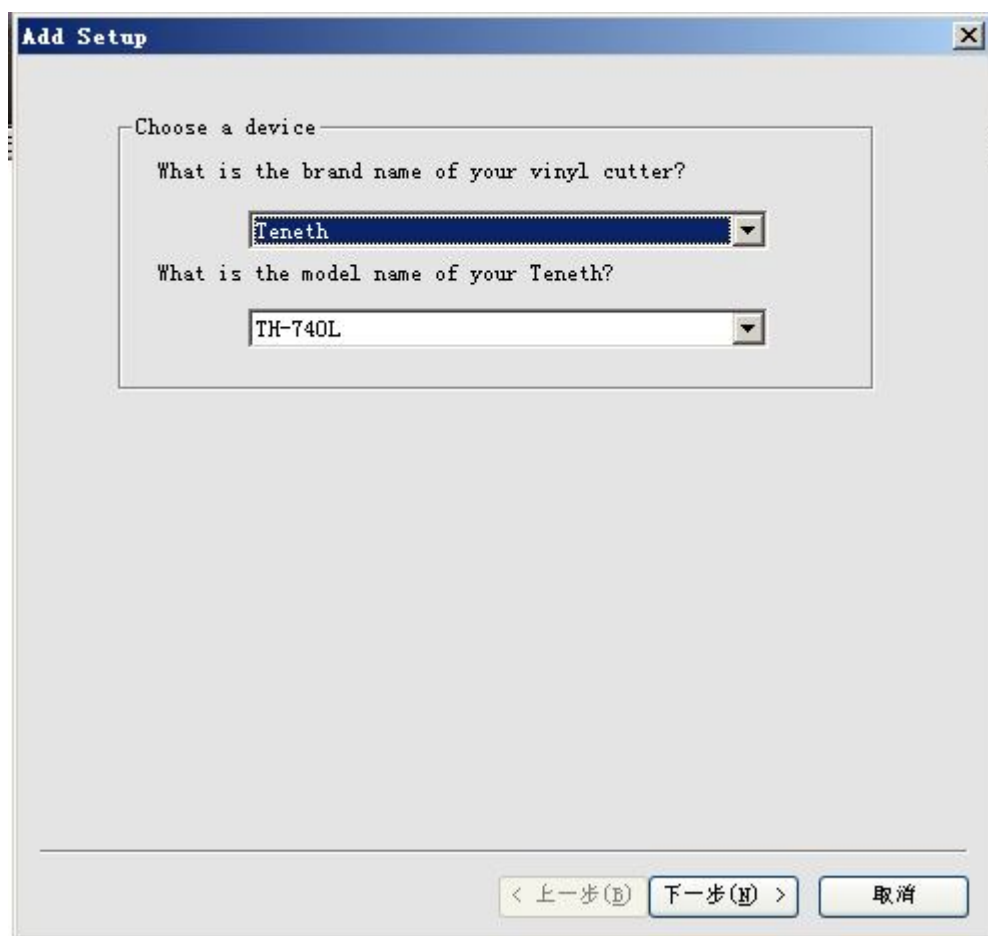 Add Setup
Choose a device
What is the brand name of your vinyl cutter?
Teneth
What is the model name of your Teneth?
TH-740L
< 上一步(B) 下一步(N) > 取消